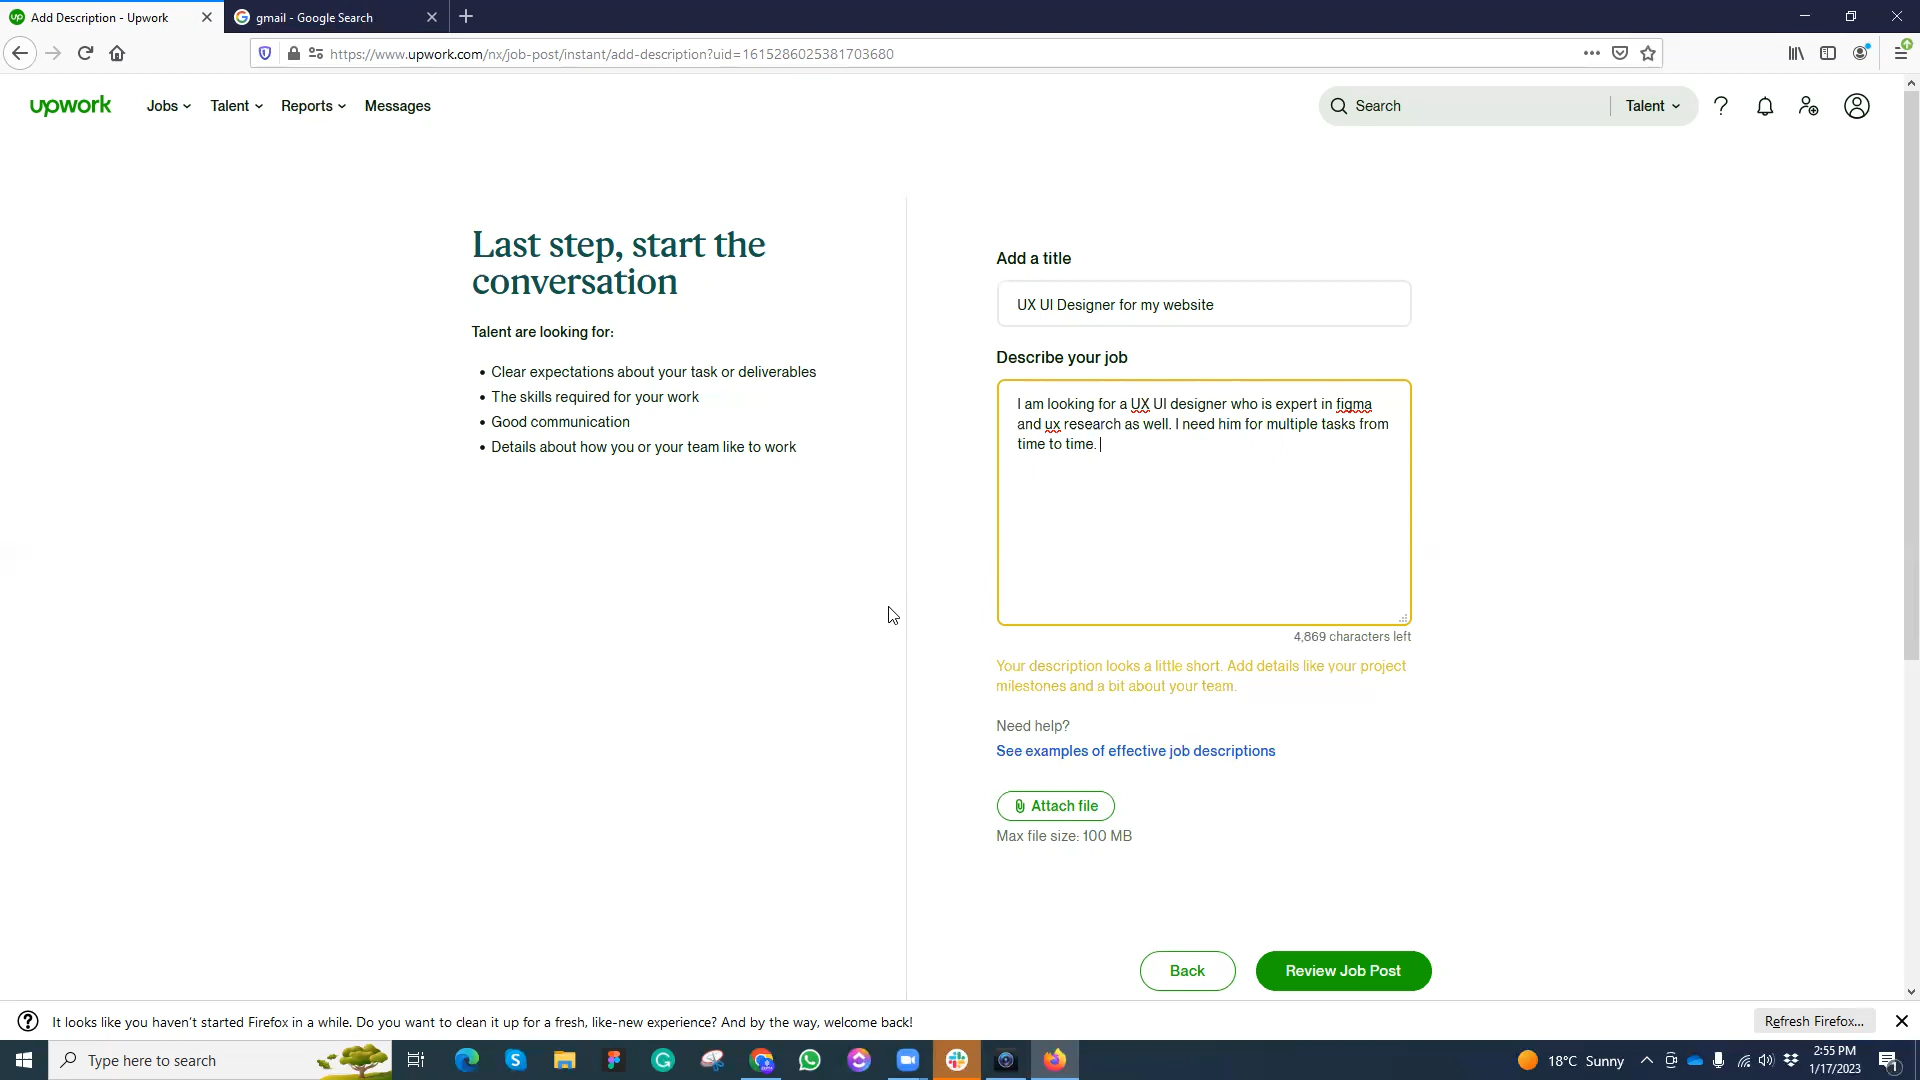 Add Description - Upwork
gmail - Google Search
https://www.upwork.com/nx/job-post/instant/add-description?uid=1615286025381703680
upwork
Jobs
Talent
Reports
Messages
Search
Talent
Last step, start the
conversation
Talent are looking for:
• Clear expectations about your task or deliverables
• The skills required for your work
• Good communication
• Details about how you or your team like to work
Add a title
UX UI Designer for my website
Describe your job
I am looking for a UX UI designer who is expert in figma
and ux research as well. I need him for multiple tasks from
time to time.
4,869 characters left
Your description looks a little short. Add details like your project
milestones and a bit about your team.
Need help?
See examples of effective job descriptions
Attach file
Max file size: 100 MB
Back
Review Job Post
It looks like you haven't started Firefox in a while. Do you want to clean it up for a fresh, like-new experience? And by the way, welcome back!
Refresh Firefox...
Type here to search
18°C Sunny
2:55 PM
1/17/2023
1